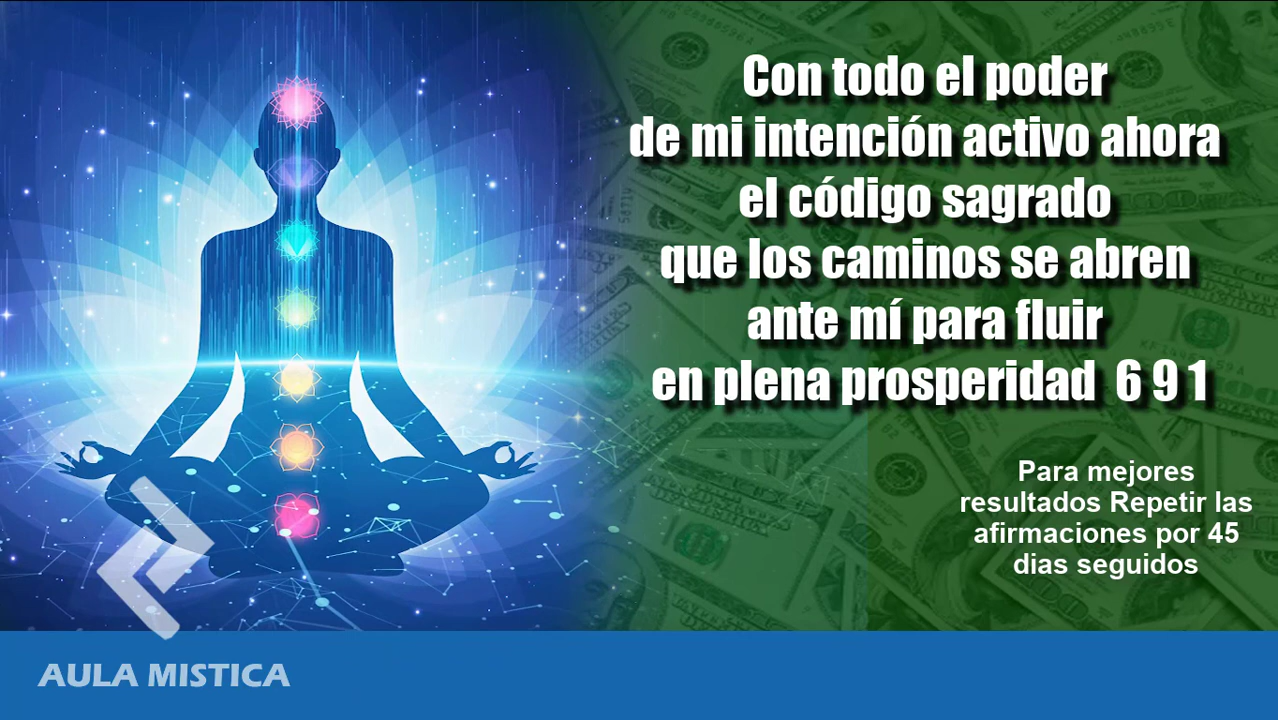 Con todo el poder
de mi intención activo ahora
el código sagrado
que los caminos se abren
ante mí para fluir
en plena prosperidad 6 9 1
Para mejores
resultados Repetir las
afirmaciones por 45
dias seguidos
AULA MISTICA